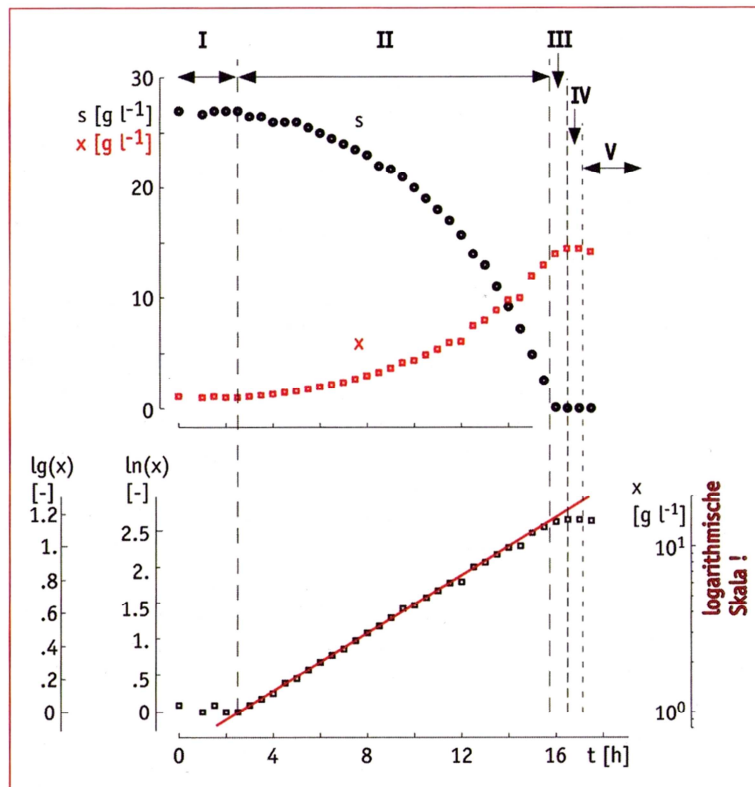 I II III
IV
V
30
s [g l⁻¹]
x [g l⁻¹]
s
20
10
x
0
lg(x) ln(x) x
[-] [-] [g l⁻¹]
1.2
1.
.8
.6
.4
.2
0
2.5
2.
1.5
1.
.5
0
10¹
10⁰
logarithmische
Skala !
0 4 8 12 16 t [h]